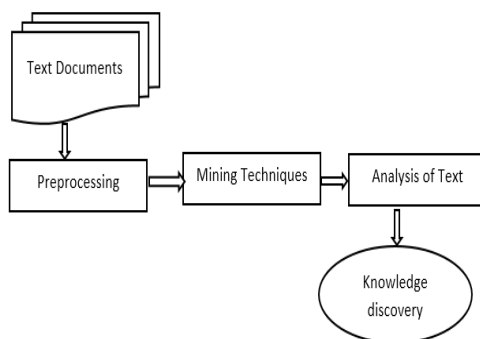 Text Documents
Preprocessing
Mining Techniques
Analysis of Text
Knowledge
discovery